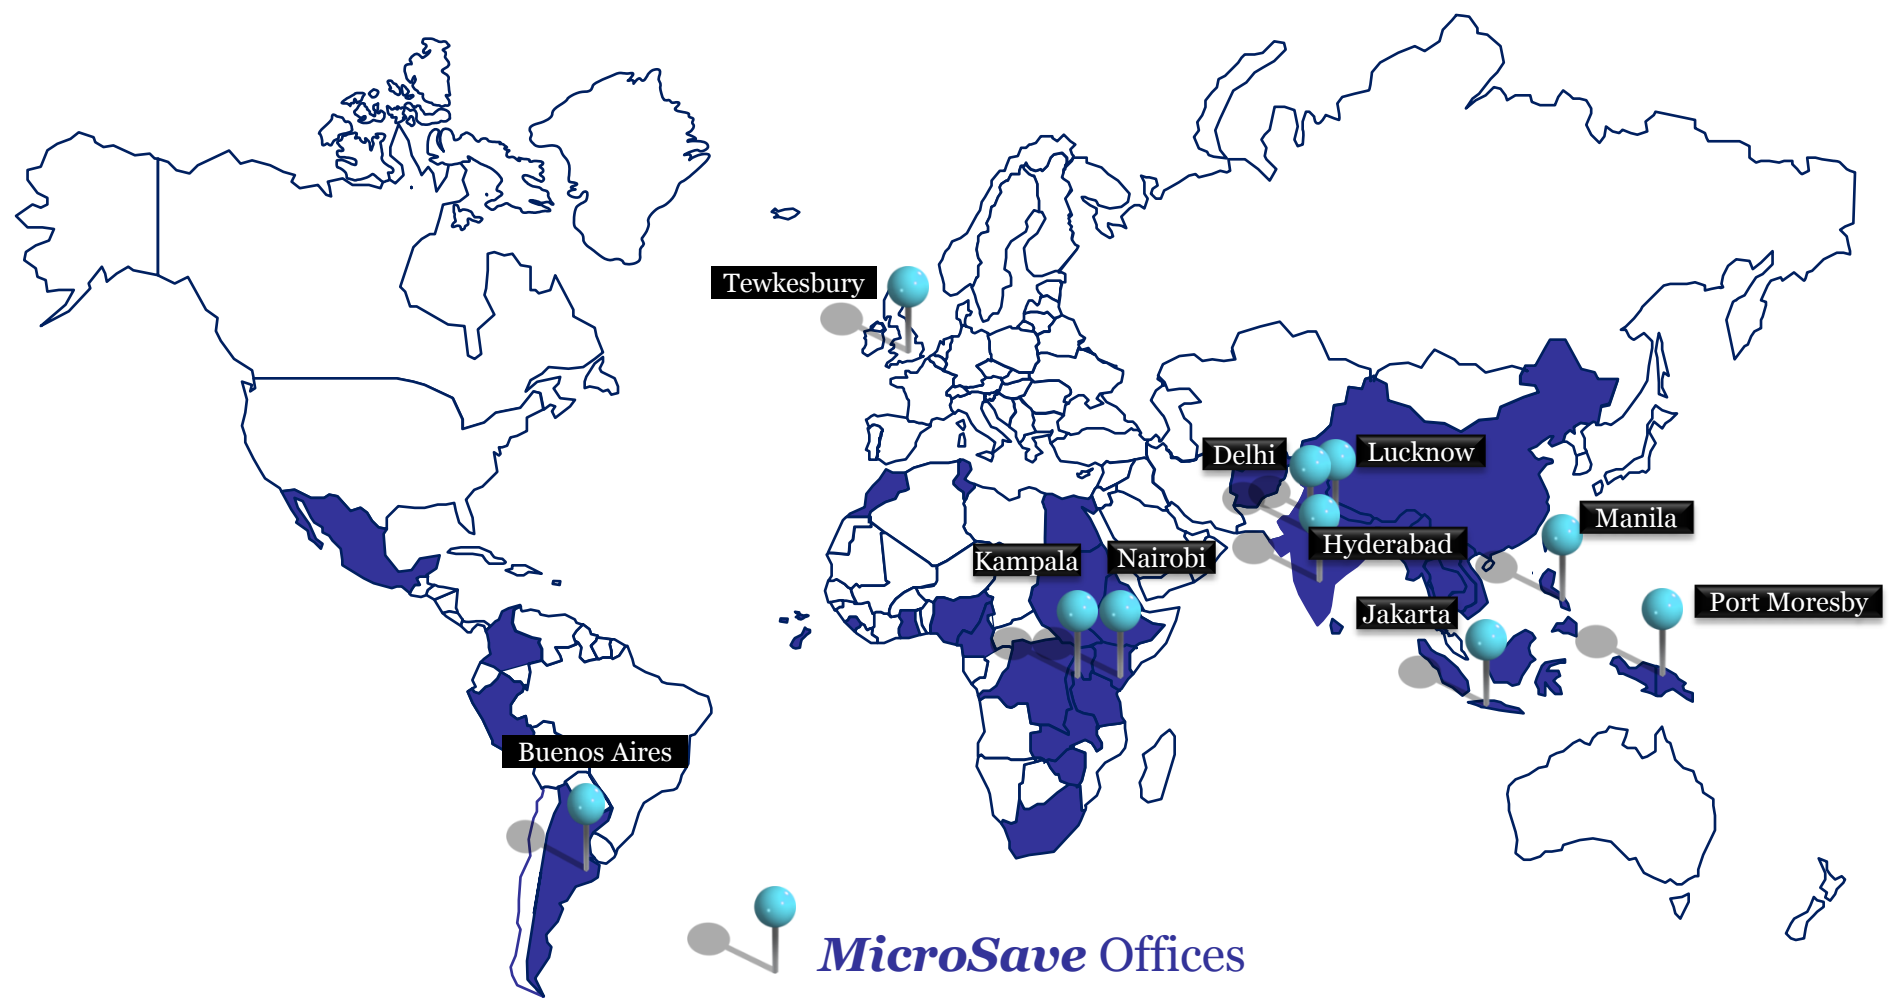 Tewkesbury
Delhi
Lucknow
Manila
Hyderabad
Kampala
Nairobi
Jakarta
Port Moresby
Buenos Aires
MicroSave Offices